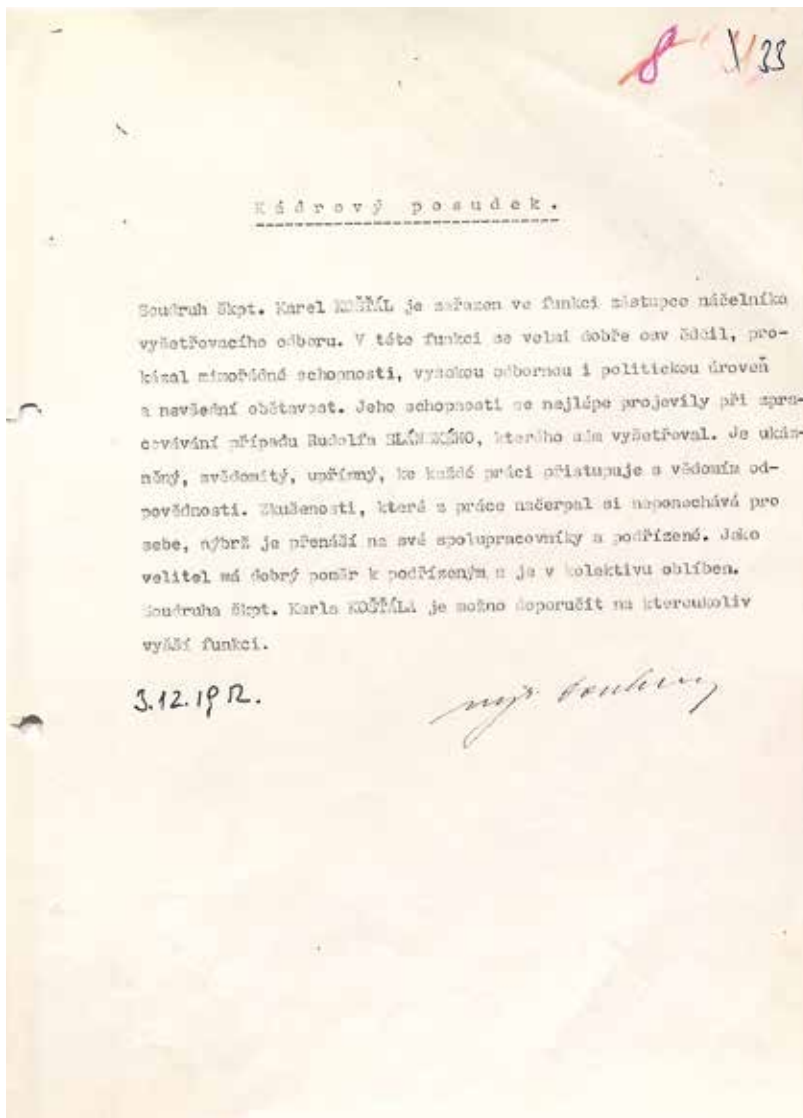 8 33
Kádrový posudek.
Soudruh škpt. Karel KOŠŤÁL je zařazen ve funkci zástupce náčelníka
vyšetřovacího odboru. V této funkci se velmi dobře osvědčil, pro-
kázal mimořádné schopnosti, vysokou odbornou i politickou úroveň
a nevšední obětavost. Jeho schopnosti se nejlépe projevily při zpra-
covávání případu Rudolfa SLÁNSKÉHO, kterého sám vyšetřoval. Je ukáz-
něný, svědomitý, upřímný, ke každé práci přistupuje s vědomím od-
povědnosti. Zkušenosti, které z práce načerpal si neponechává pro
sebe, nýbrž je přenáší na své spolupracovníky a podřízené. Jako
velitel má dobrý poměr k podřízeným a je v kolektivu oblíben.
Soudruha škpt. Karla KOŠŤÁLA je možno doporučit na kteroukoliv
vyšší funkci.
3.12.1952.